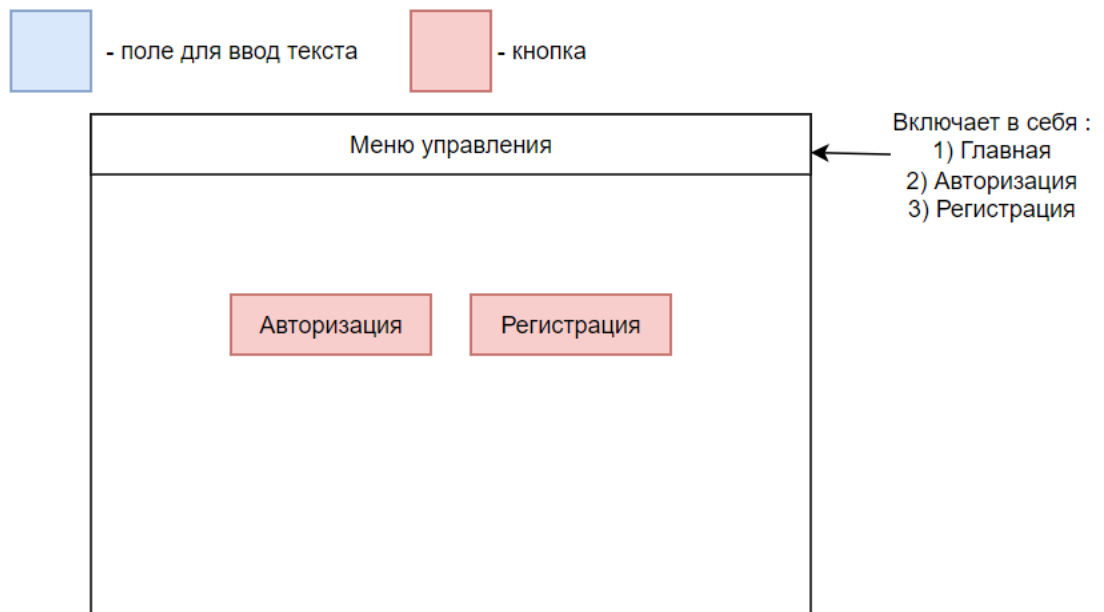 - поле для ввод текста
- кнопка
Меню управления
Включает в себя :
1) Главная
2) Авторизация
3) Регистрация
Авторизация
Регистрация